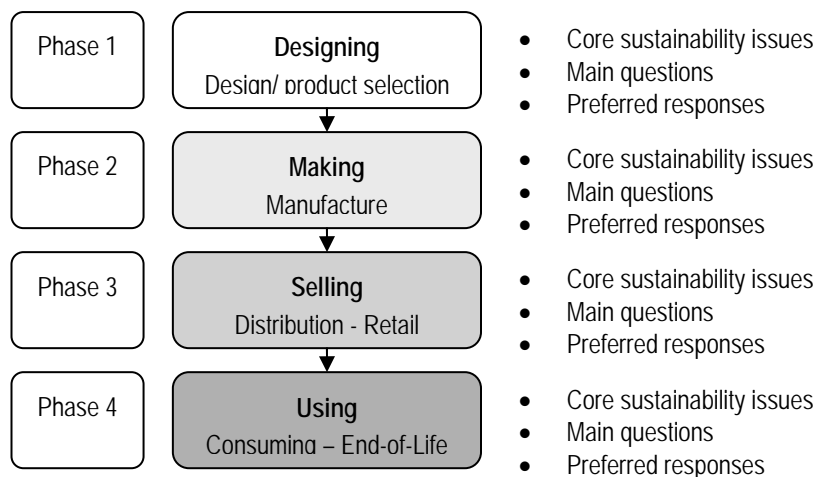 Phase 1
Designing
Design/ product selection
• Core sustainability issues
• Main questions
• Preferred responses
Phase 2
Making
Manufacture
• Core sustainability issues
• Main questions
• Preferred responses
Phase 3
Selling
Distribution - Retail
• Core sustainability issues
• Main questions
• Preferred responses
Phase 4
Using
Consuming – End-of-Life
• Core sustainability issues
• Main questions
• Preferred responses